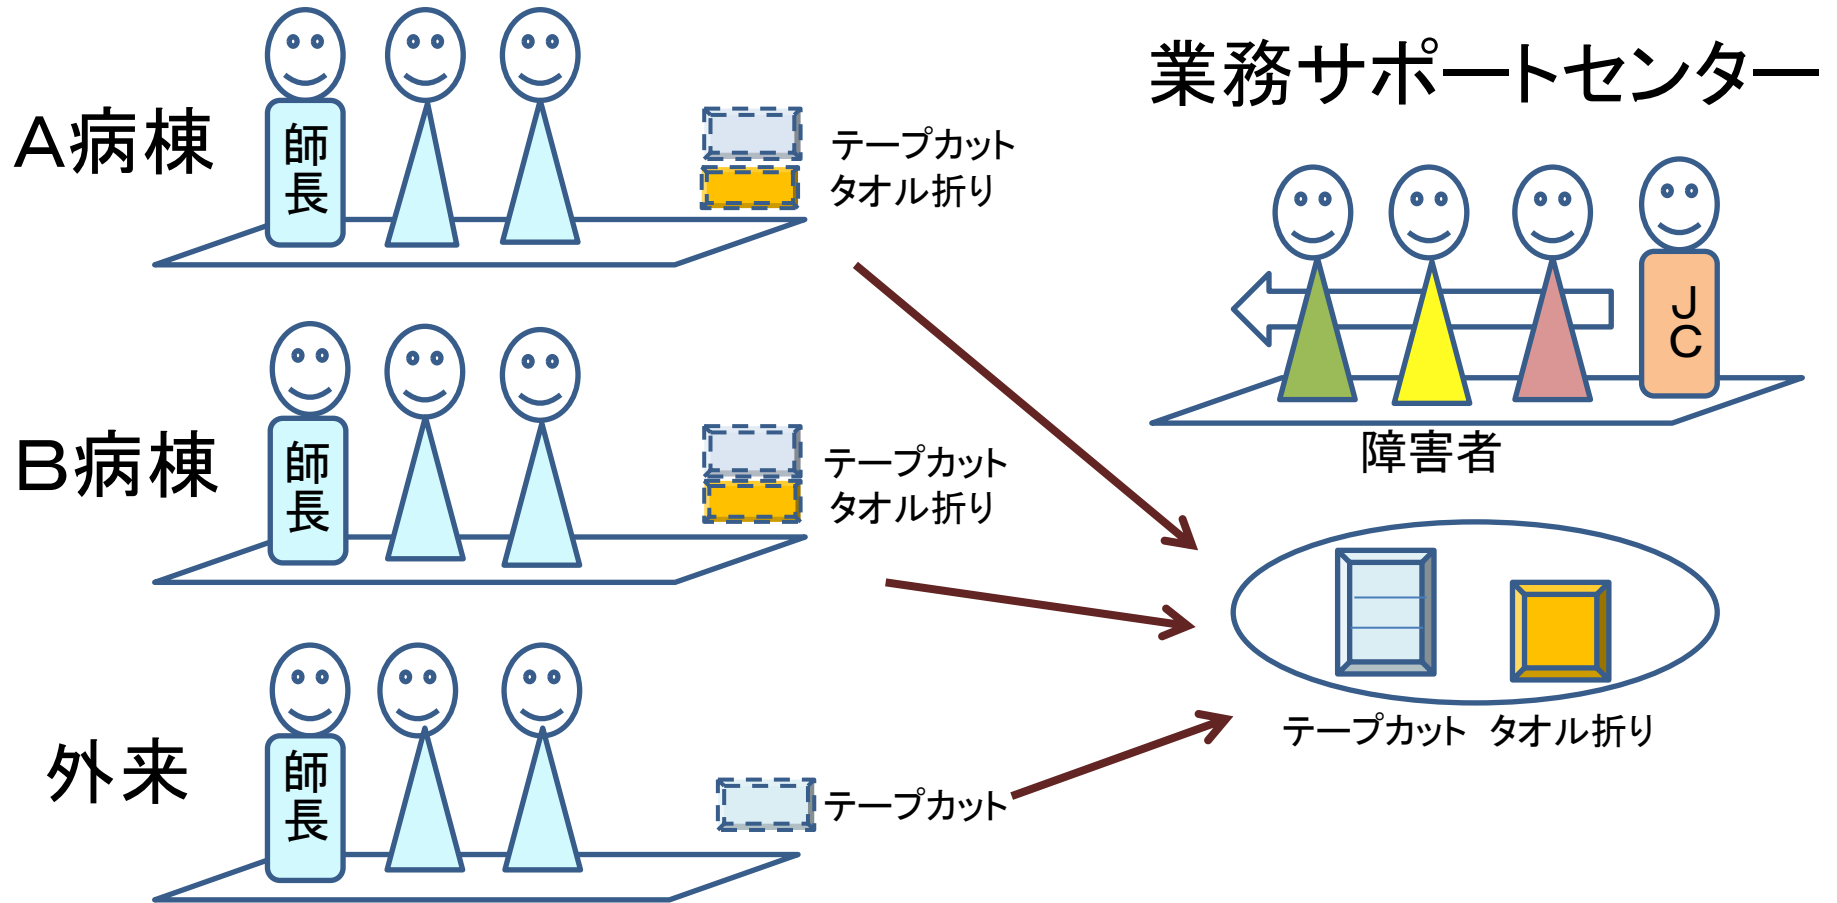 業務サポートセンター
A病棟
師長
テープカット
タオル折り
JC
障害者
B病棟
師長
テープカット
タオル折り
外来
師長
テープカット
テープカット タオル折り